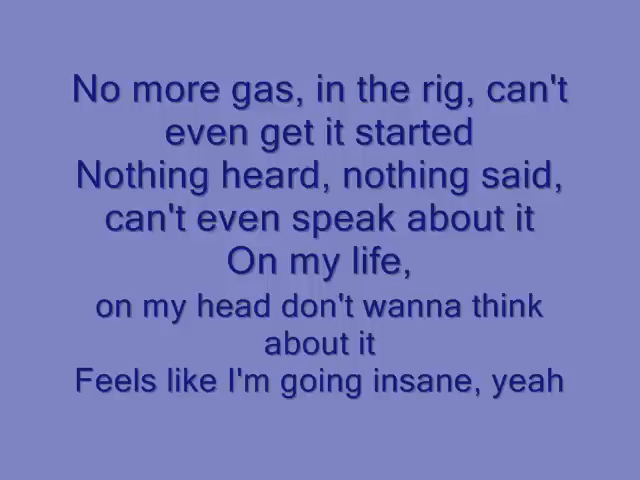 No more gas, in the rig, can't
even get it started
Nothing heard, nothing said,
can't even speak about it
On my life,
on my head don't wanna think
about it
Feels like I'm going insane, yeah